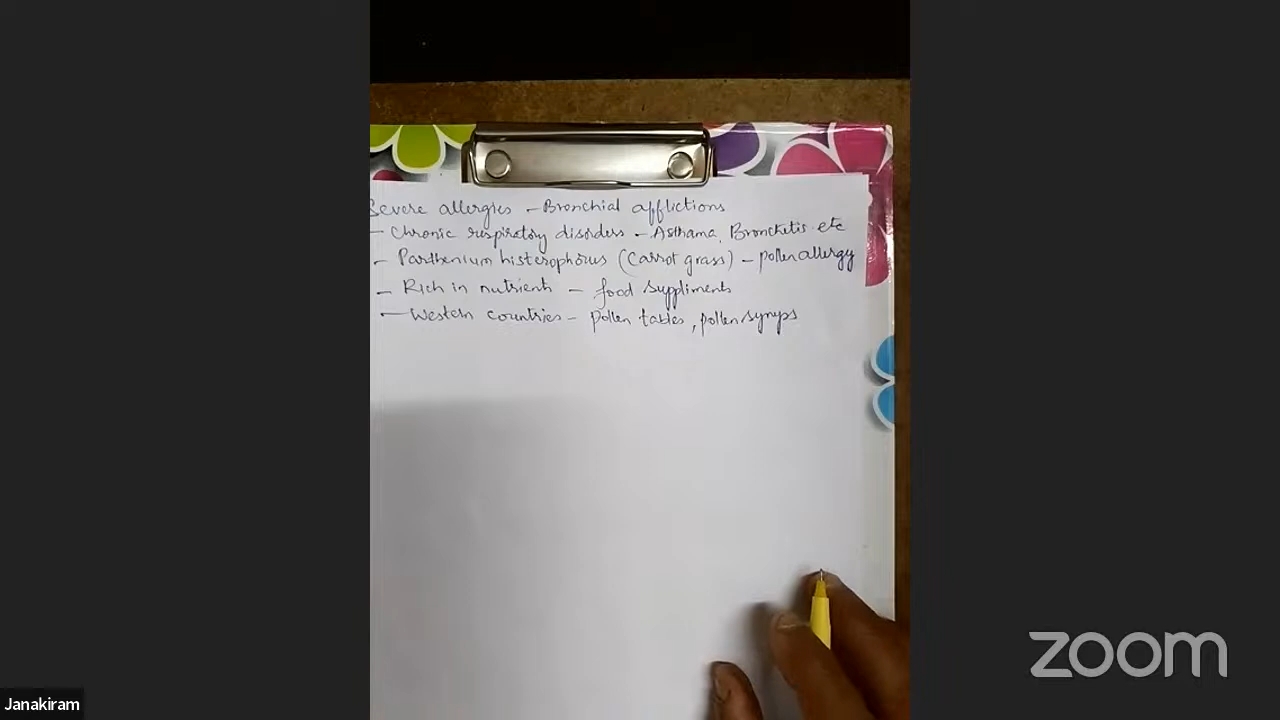 Severe allergies - Bronchial afflictions
- Chronic respiratory disorders - Asthama, Bronchitis etc
- Parthenium histerophorus (Carrot grass) - pollen allergy
- Rich in nutrients - food suppliments
- Western countries - pollen tables, pollen syrups
zoom
Janakiram